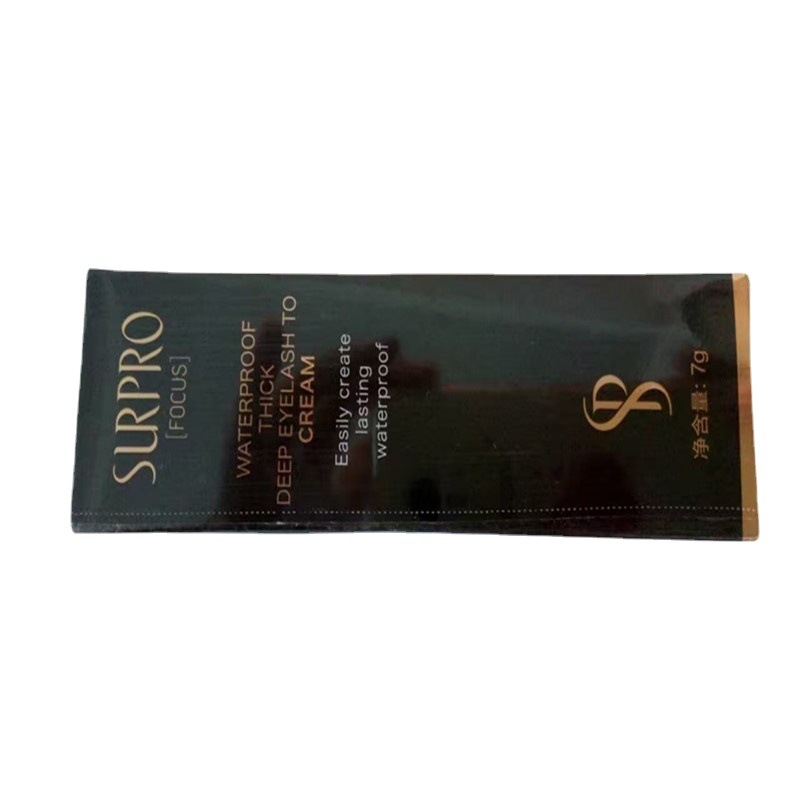 SURPRO
[FOCUS]
WATERPROOF
THICK
DEEP EYELASH TO
CREAM
Easily create
lasting
waterproof
净含量:7g